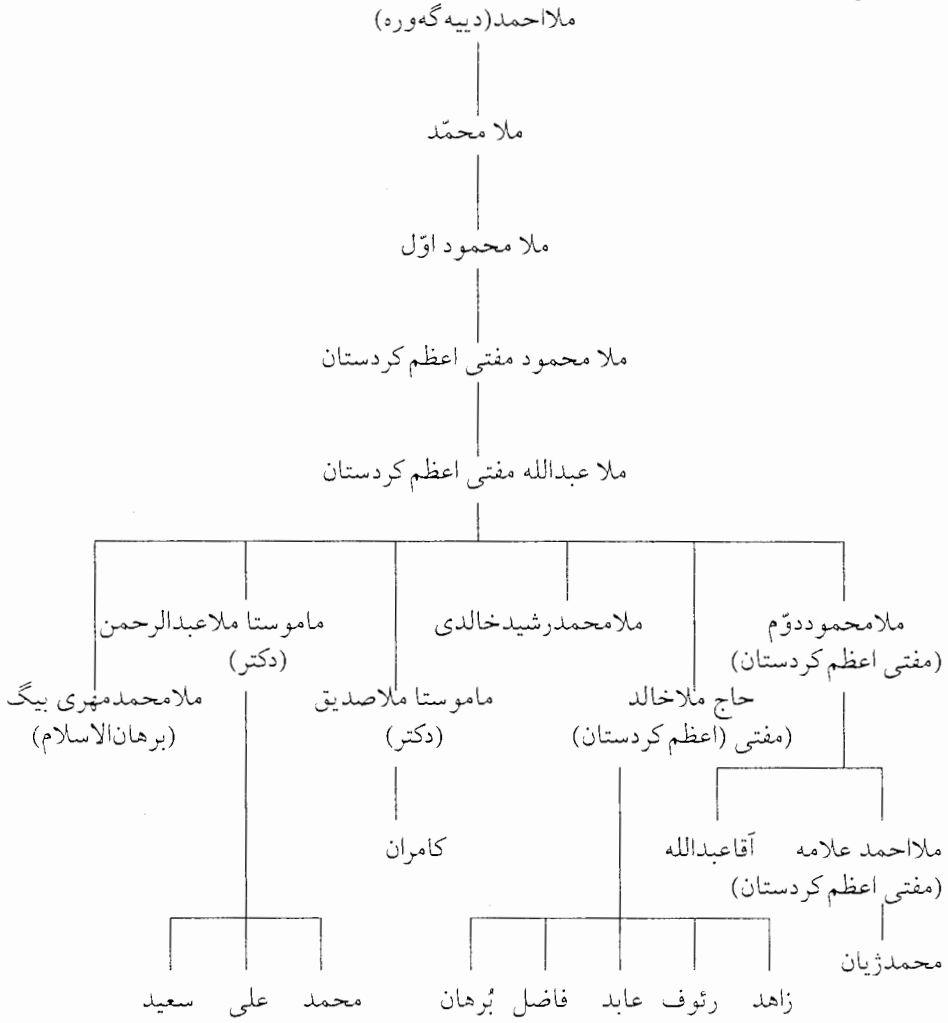 ملااحمد(دییه‌گه‌وره)
ملا محمّد
ملا محمود اوّل
ملا محمود مفتی اعظم کردستان
ملا عبدالله مفتی اعظم کردستان
ملامحموددوّم
(مفتی اعظم کردستان)
حاج ملاخالد
مفتی (اعظم کردستان)
ملامحمدرشیدخالدی
ماموستا ملاصدیق
(دکتر)
ماموستا ملاعبدالرحمن
(دکتر)
ملامحمدمهری بیگ
(برهان‌الاسلام)
ملااحمد علامه
(مفتی اعظم کردستان)
آقاعبدالله
کامران
محمدژیان
زاهد
رئوف
عابد
فاضل
بُرهان
محمد
علی
سعید